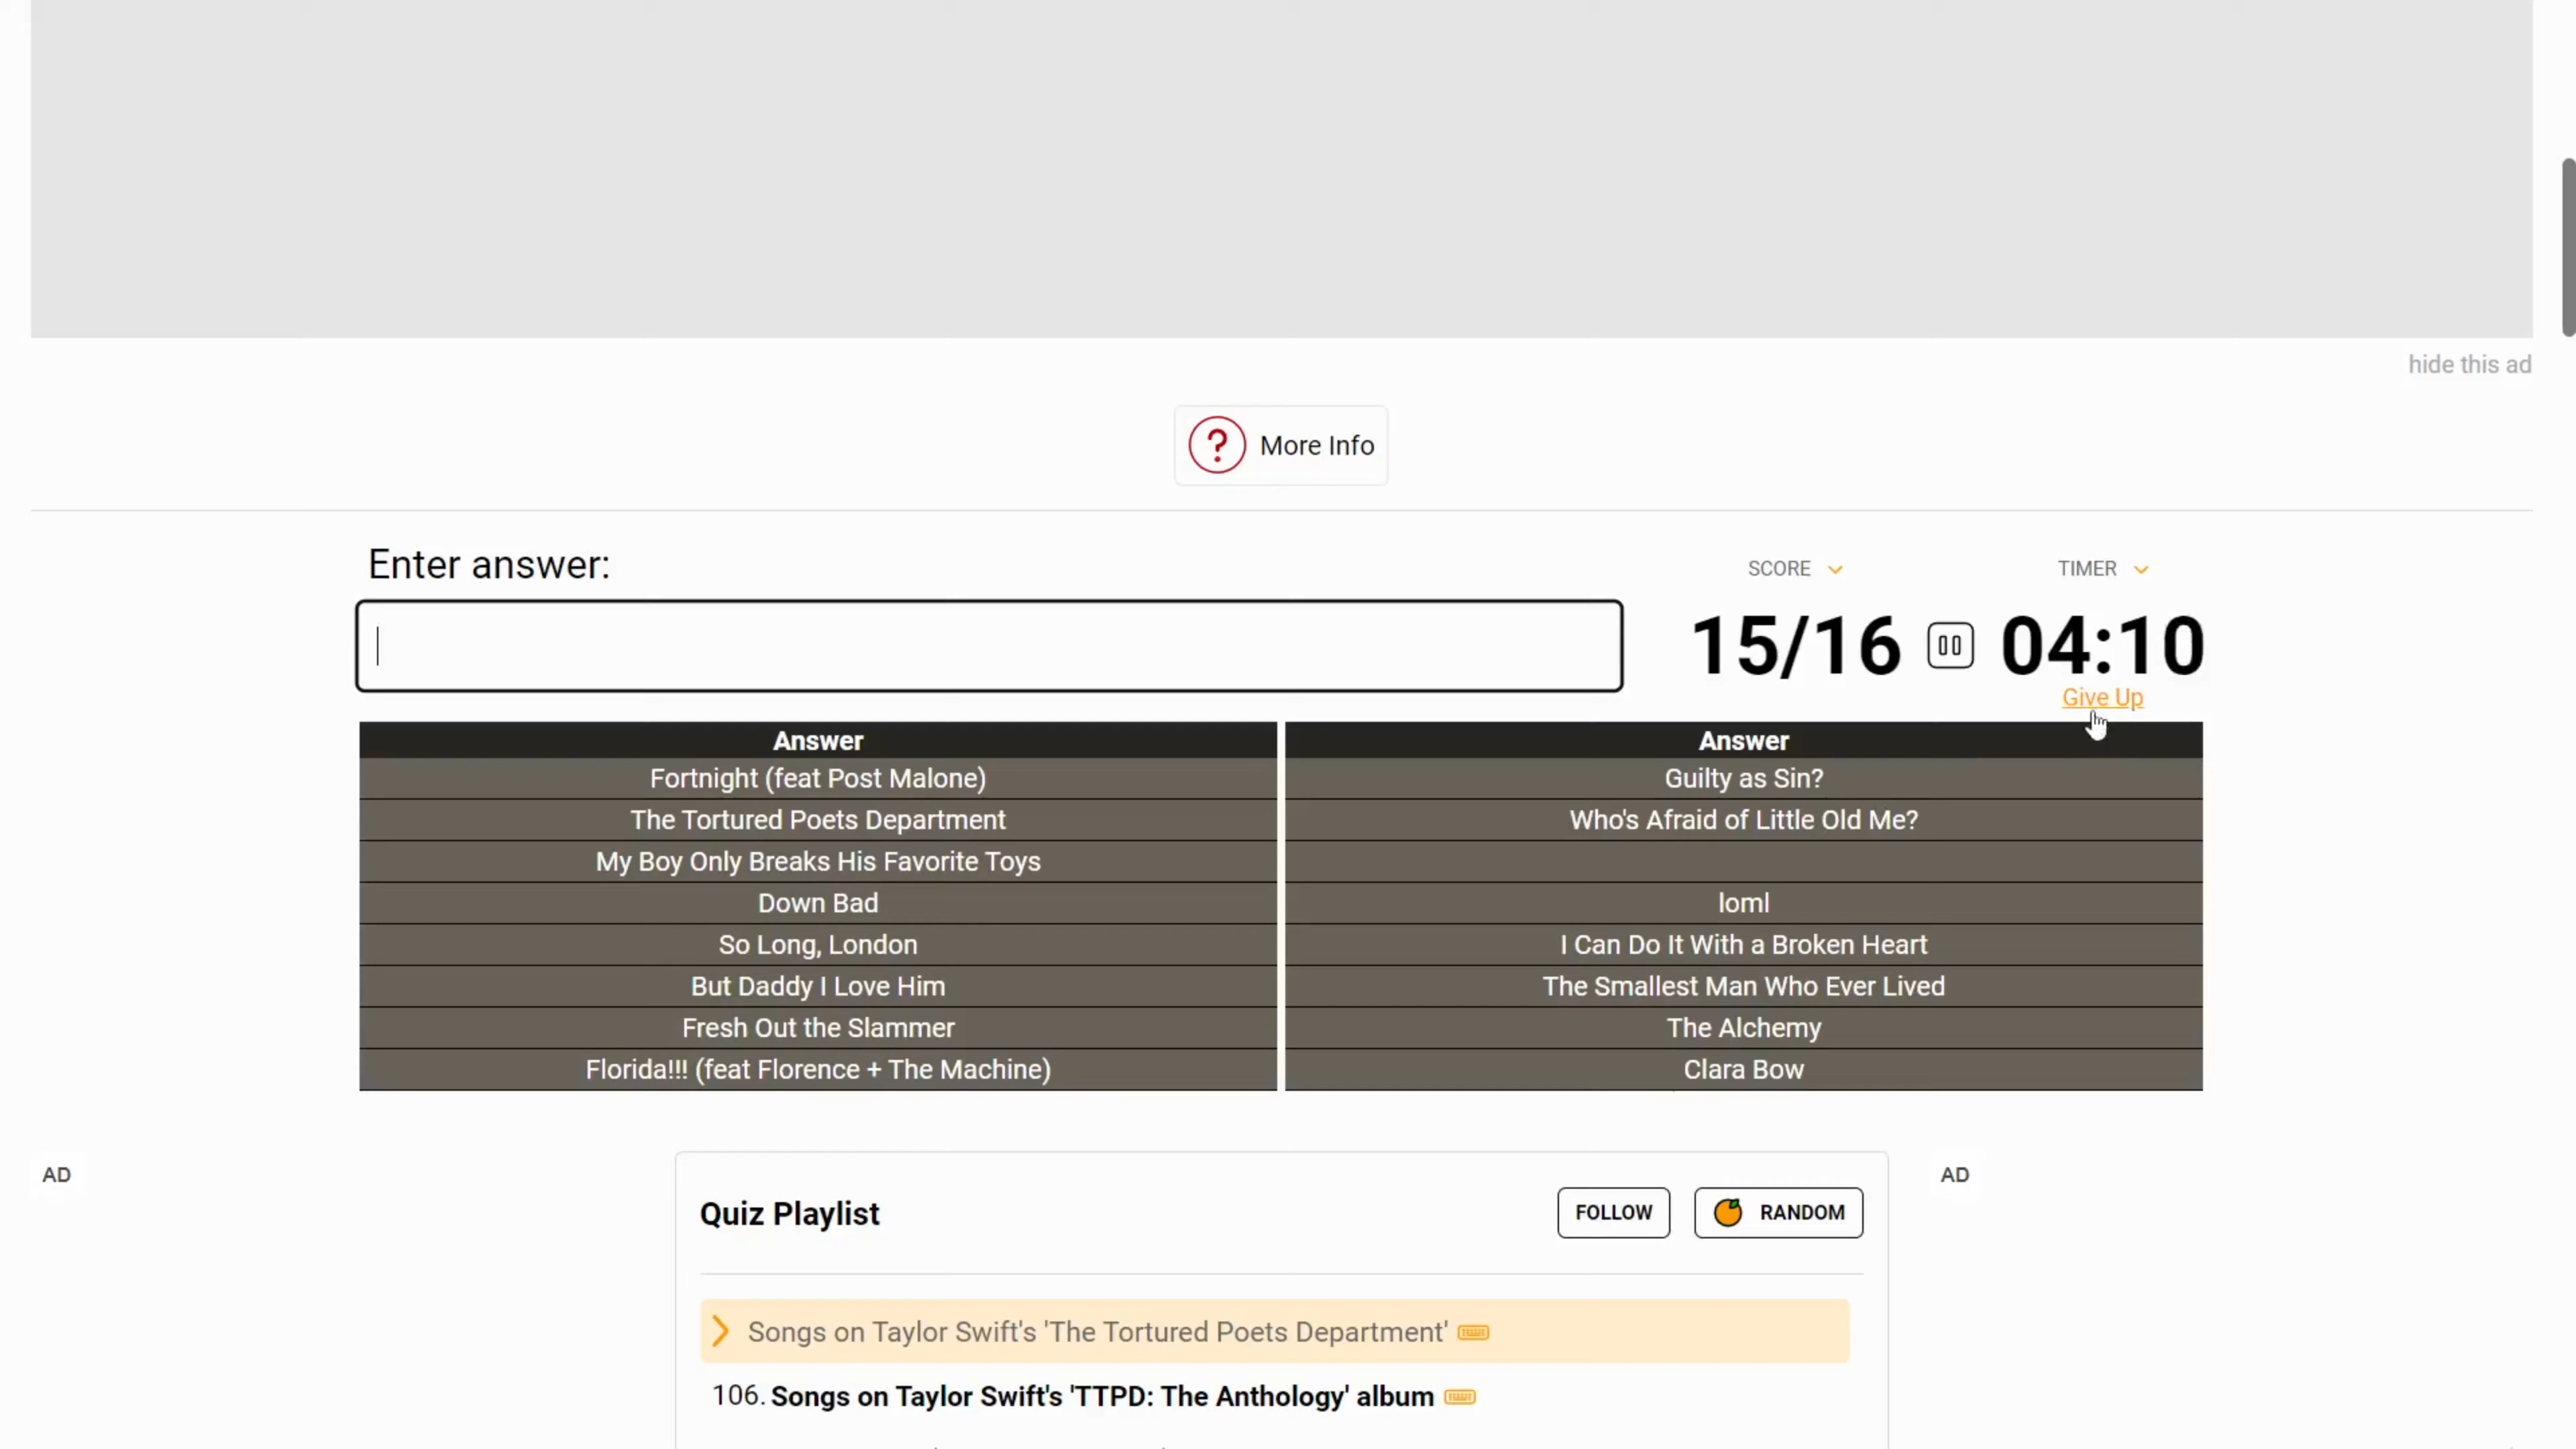 hide this ad
? More Info
Enter answer:
SCORE TIMER
15/16 04:10
Give Up
Answer Answer
Fortnight (feat Post Malone) Guilty as Sin?
The Tortured Poets Department Who's Afraid of Little Old Me?
My Boy Only Breaks His Favorite Toys
Down Bad loml
So Long, London I Can Do It With a Broken Heart
But Daddy I Love Him The Smallest Man Who Ever Lived
Fresh Out the Slammer The Alchemy
Florida!!! (feat Florence + The Machine) Clara Bow
AD AD
Quiz Playlist FOLLOW RANDOM
Songs on Taylor Swift's 'The Tortured Poets Department'
106. Songs on Taylor Swift's 'TTPD: The Anthology' album